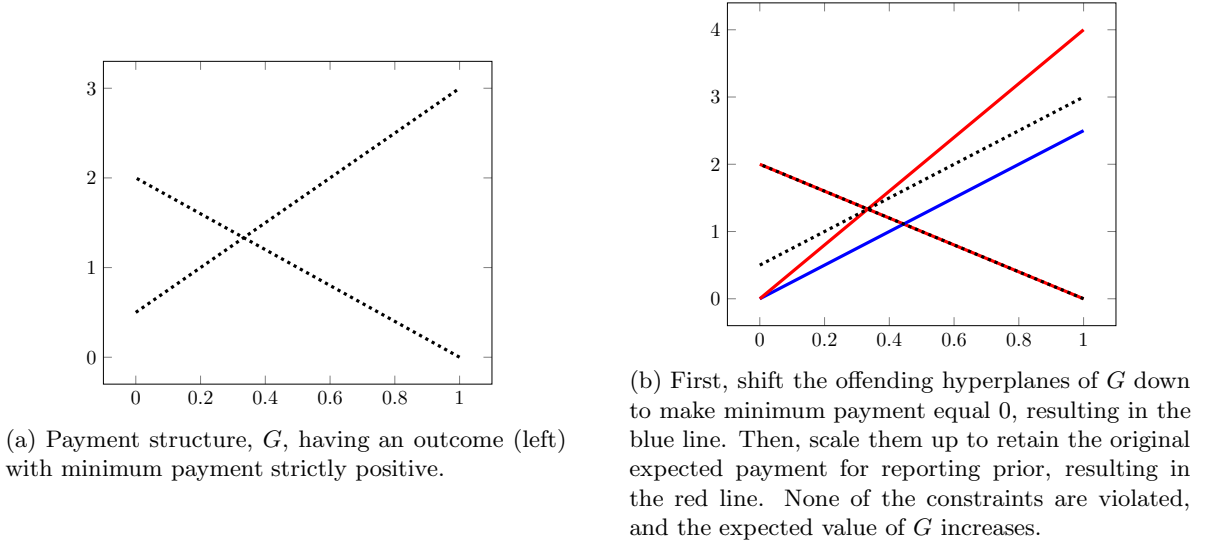 3
2
1
0
0 0.2 0.4 0.6 0.8 1
(a) Payment structure, G, having an outcome (left)
with minimum payment strictly positive.
4
3
2
1
0
0 0.2 0.4 0.6 0.8 1
(b) First, shift the offending hyperplanes of G down
to make minimum payment equal 0, resulting in the
blue line. Then, scale them up to retain the original
expected payment for reporting prior, resulting in
the red line. None of the constraints are violated,
and the expected value of G increases.